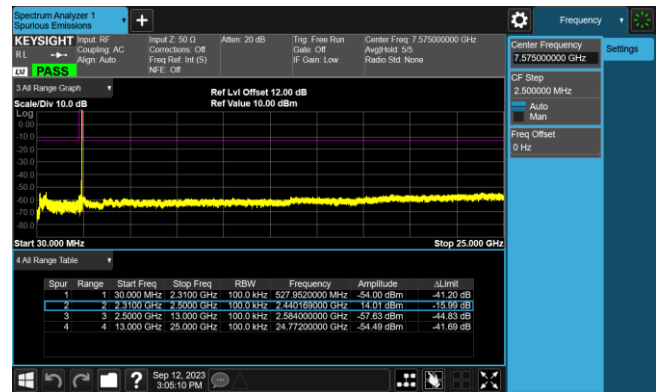 Spectrum Analyzer 1
Spurious Emissions
Frequency
KEYSIGHT
RL
LXI
PASS
Input: RF
Coupling: AC
Align: Auto
Input Z: 50 Ω
Corrections: Off
Freq Ref: Int (S)
NFE: Off
Atten: 20 dB
Trig: Free Run
Gate: Off
IF Gain: Low
Center Freq: 7.575000000 GHz
Avg|Hold: 5/5
Radio Std: None
Center Frequency
7.575000000 GHz
Settings
CF Step
2.500000 MHz
Auto
Man
Freq Offset
0 Hz
3 All Range Graph
Scale/Div 10.0 dB
Ref Lvl Offset 12.00 dB
Ref Value 10.00 dBm
Log
0.00
-10.0
-20.0
-30.0
-40.0
-50.0
-60.0
-70.0
-80.0
Start 30.000 MHz
Stop 25.000 GHz
4 All Range Table
Spur Range Start Freq Stop Freq RBW Frequency Amplitude ΔLimit
1 1 30.000 MHz 2.3100 GHz 100.0 kHz 527.9520000 MHz -54.00 dBm -41.20 dB
2 2 2.3100 GHz 2.5000 GHz 100.0 kHz 2.440169000 GHz 14.01 dBm -15.99 dB
3 3 2.5000 GHz 13.000 GHz 100.0 kHz 2.584000000 GHz -57.63 dBm -44.83 dB
4 4 13.000 GHz 25.000 GHz 100.0 kHz 24.77200000 GHz -54.49 dBm -41.69 dB
?
Sep 12, 2023
3:05:10 PM